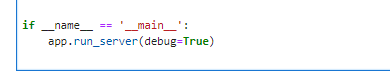 if __name__ == '__main__':
    app.run_server(debug=True)